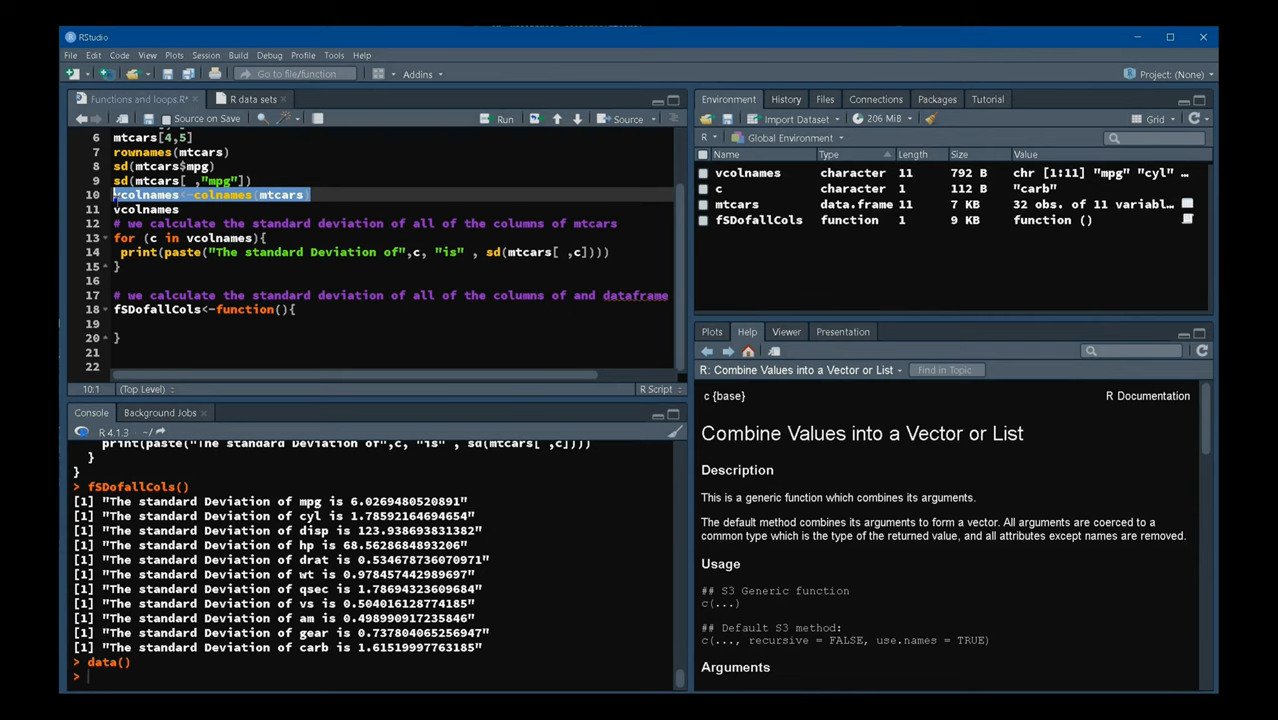 RStudio
File Edit Code View Plots Session Build Debug Profile Tools Help
Go to file/function Addins Project: (None)
Functions and loops.R* R data sets
Source on Save Run Source
6 mtcars[4,5]
7 rownames(mtcars)
8 sd(mtcars$mpg)
9 sd(mtcars[ ,"mpg"])
10 vcolnames<-colnames(mtcars)
11 vcolnames
12 # we calculate the standard deviation of all of the columns of mtcars
13 for (c in vcolnames){
14 print(paste("The standard Deviation of",c, "is" , sd(mtcars[ ,c])))
15 }
16
17 # we calculate the standard deviation of all of the columns of and dataframe
18 fSDofallCols<-function(){
19
20 }
21
22
10:1 (Top Level) R Script
Console Background Jobs
R 4.1.3 · ~/
print(paste("The standard Deviation of",c, "is" , sd(mtcars[ ,c])))
}
}
> fSDofallCols()
[1] "The standard Deviation of mpg is 6.0269480520891"
[1] "The standard Deviation of cyl is 1.78592164694654"
[1] "The standard Deviation of disp is 123.938693831382"
[1] "The standard Deviation of hp is 68.5628684893206"
[1] "The standard Deviation of drat is 0.534678736070971"
[1] "The standard Deviation of wt is 0.978457442989697"
[1] "The standard Deviation of qsec is 1.78694323609684"
[1] "The standard Deviation of vs is 0.504016128774185"
[1] "The standard Deviation of am is 0.498990917235846"
[1] "The standard Deviation of gear is 0.737804065256947"
[1] "The standard Deviation of carb is 1.61519997763185"
> data()
>
Environment History Files Connections Packages Tutorial
Import Dataset 206 MiB Grid
R Global Environment
Name Type Length Size Value
vcolnames character 11 792 B chr [1:11] "mpg" "cyl" …
c character 1 112 B "carb"
mtcars data.frame 11 7 KB 32 obs. of 11 variabl…
fSDofallCols function 1 9 KB function ()
Plots Help Viewer Presentation
R: Combine Values into a Vector or List Find in Topic
c {base} R Documentation
Combine Values into a Vector or List
Description
This is a generic function which combines its arguments.
The default method combines its arguments to form a vector. All arguments are coerced to a
common type which is the type of the returned value, and all attributes except names are removed.
Usage
## S3 Generic function
c(...)
## Default S3 method:
c(..., recursive = FALSE, use.names = TRUE)
Arguments